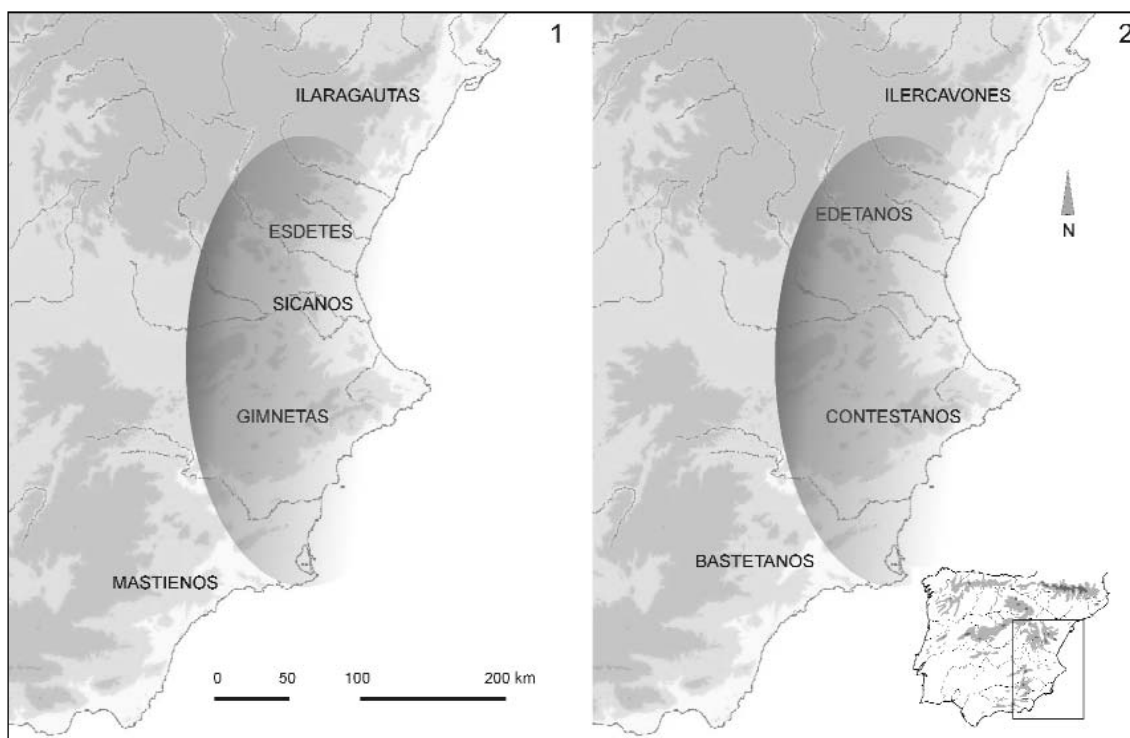 1
ILARAGAUTAS
ESDETES
SICANOS
GIMNETAS
MASTIENOS
0 50 100 200 km
2
ILERCAVONES
N
EDETANOS
CONTESTANOS
BASTETANOS